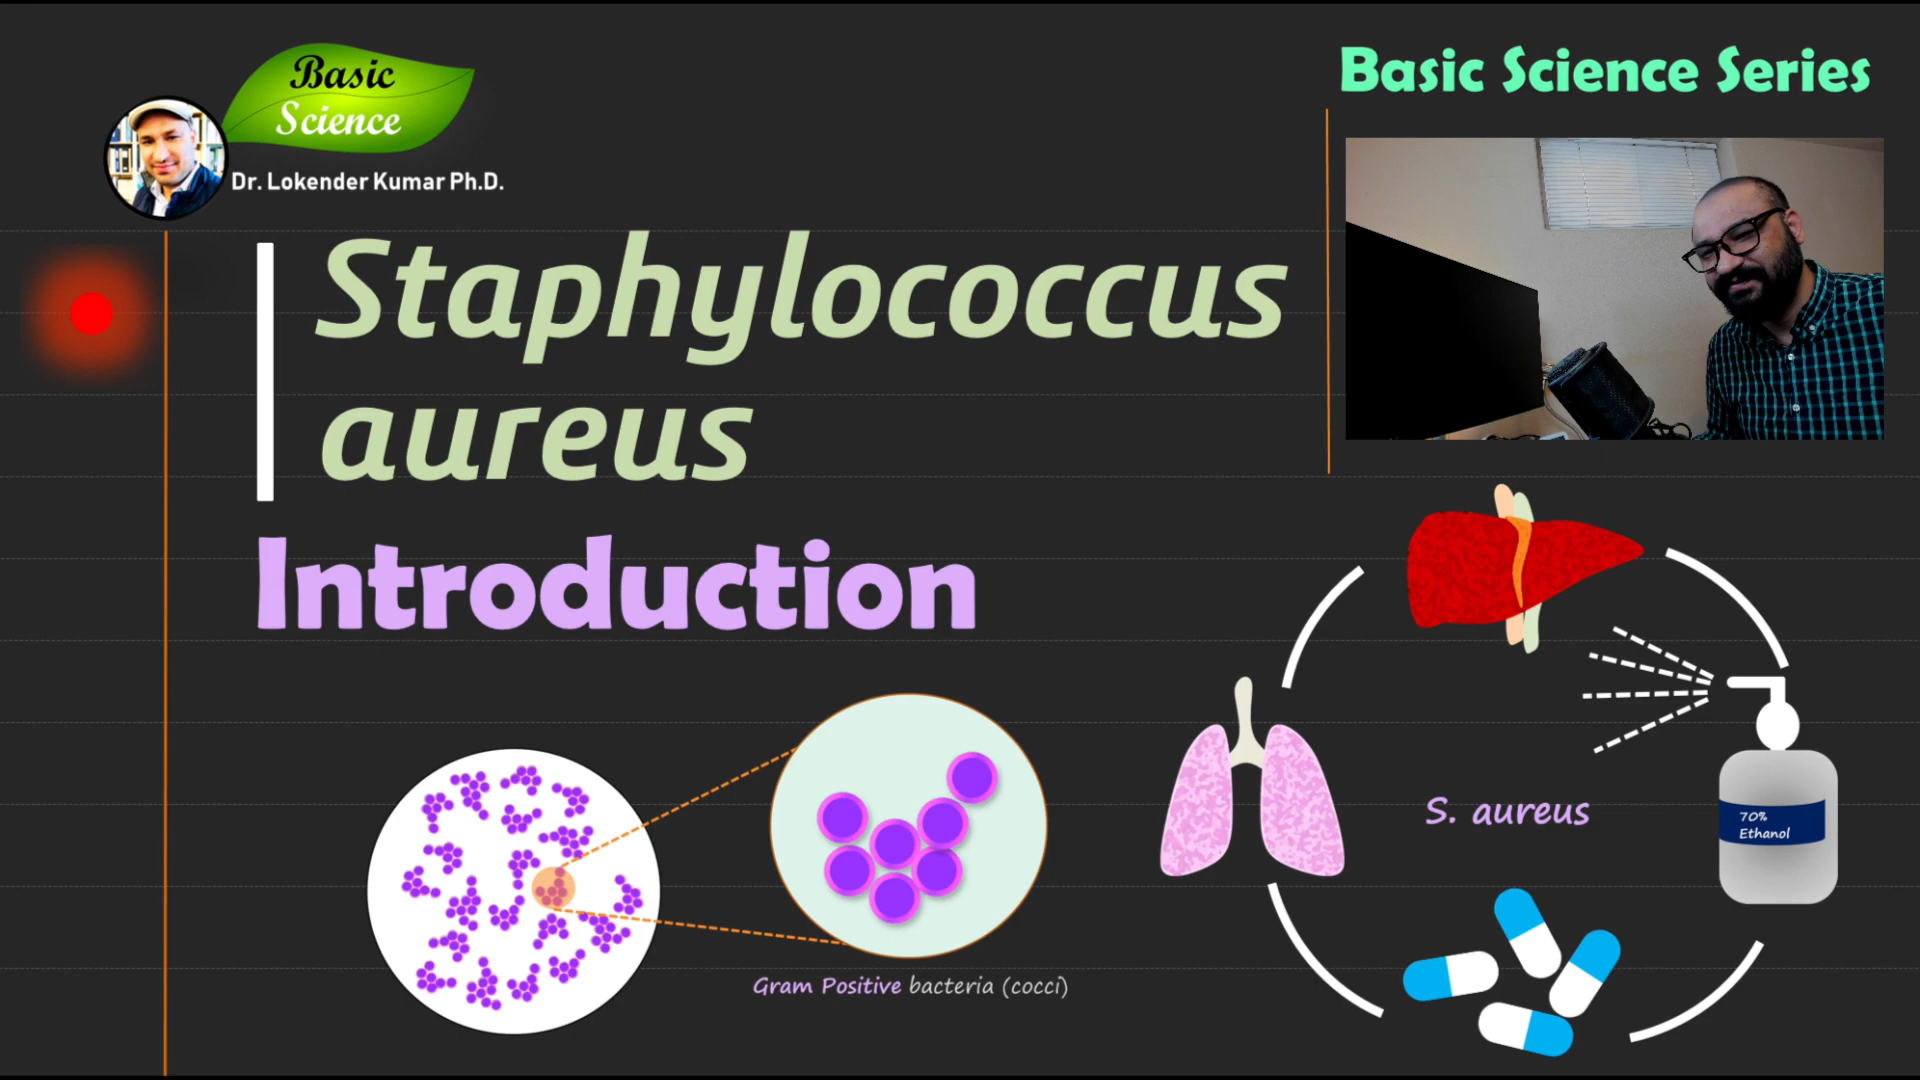 Basic
Science
Dr. Lokender Kumar Ph.D.
Basic Science Series
Staphylococcus
aureus
Introduction
Gram Positive bacteria (cocci)
S. aureus
70%
Ethanol